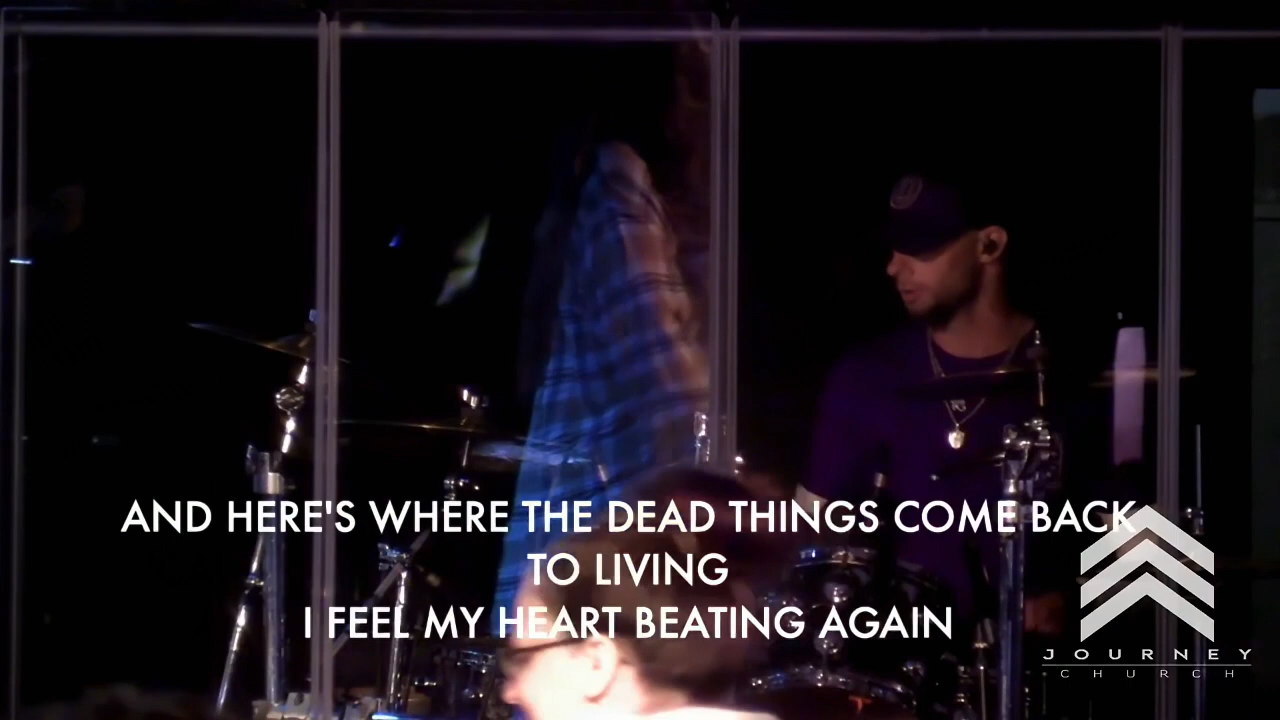 AND HERE'S WHERE THE DEAD THINGS COME BACK
TO LIVING
I FEEL MY HEART BEATING AGAIN
JOURNEY
CHURCH